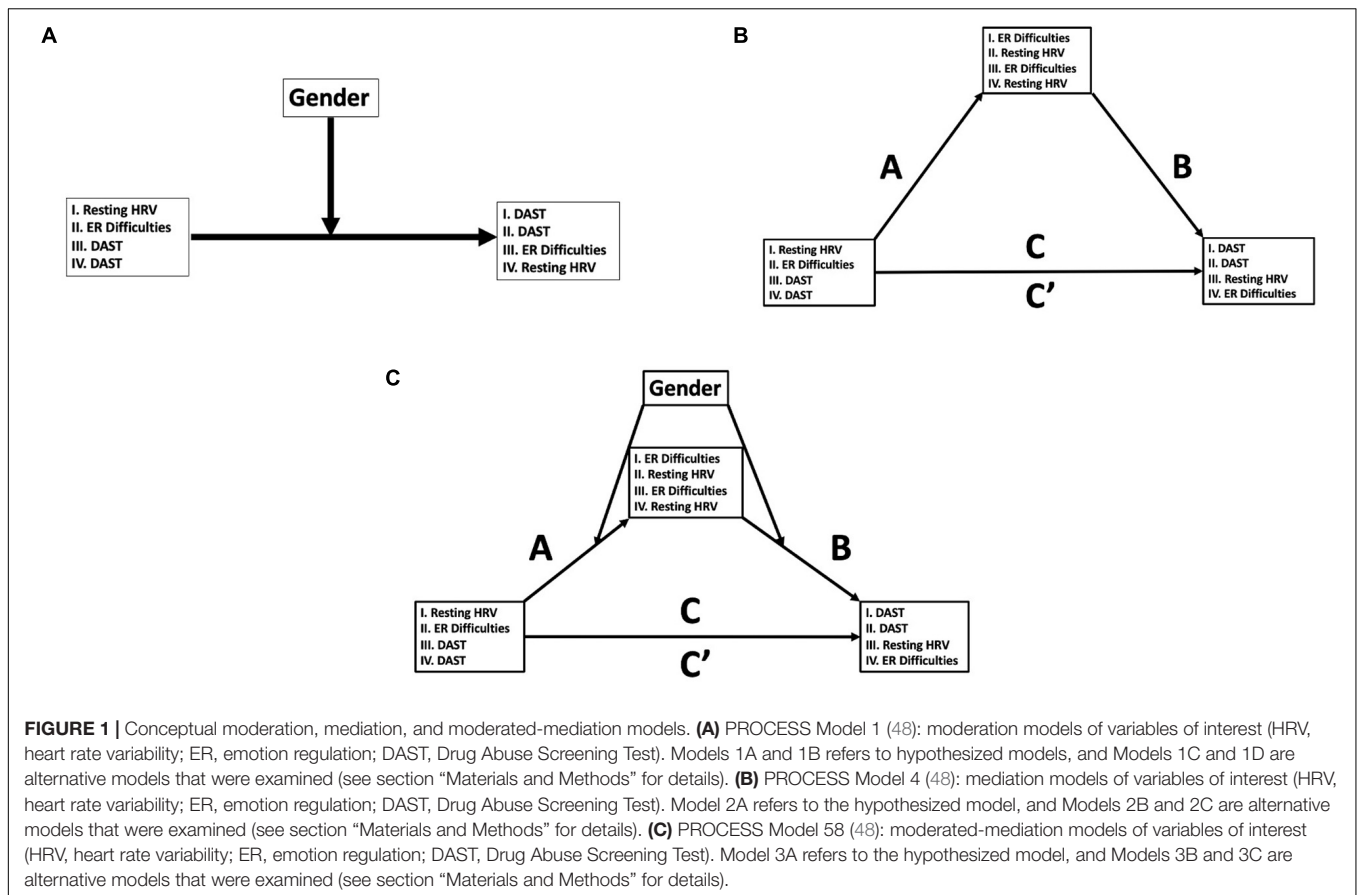 A
Gender
I. Resting HRV
II. ER Difficulties
III. DAST
IV. DAST
I. DAST
II. DAST
III. ER Difficulties
IV. Resting HRV
B
I. ER Difficulties
II. Resting HRV
III. ER Difficulties
IV. Resting HRV
A
B
I. Resting HRV
II. ER Difficulties
III. DAST
IV. DAST
C
C'
I. DAST
II. DAST
III. Resting HRV
IV. ER Difficulties
C
Gender
I. ER Difficulties
II. Resting HRV
III. ER Difficulties
IV. Resting HRV
A
B
I. Resting HRV
II. ER Difficulties
III. DAST
IV. DAST
C
C'
I. DAST
II. DAST
III. Resting HRV
IV. ER Difficulties
FIGURE 1 | Conceptual moderation, mediation, and moderated-mediation models. (A) PROCESS Model 1 (48): moderation models of variables of interest (HRV,
heart rate variability; ER, emotion regulation; DAST, Drug Abuse Screening Test). Models 1A and 1B refers to hypothesized models, and Models 1C and 1D are
alternative models that were examined (see section “Materials and Methods” for details). (B) PROCESS Model 4 (48): mediation models of variables of interest (HRV,
heart rate variability; ER, emotion regulation; DAST, Drug Abuse Screening Test). Model 2A refers to the hypothesized model, and Models 2B and 2C are alternative
models that were examined (see section “Materials and Methods” for details). (C) PROCESS Model 58 (48): moderated-mediation models of variables of interest
(HRV, heart rate variability; ER, emotion regulation; DAST, Drug Abuse Screening Test). Model 3A refers to the hypothesized model, and Models 3B and 3C are
alternative models that were examined (see section “Materials and Methods” for details).